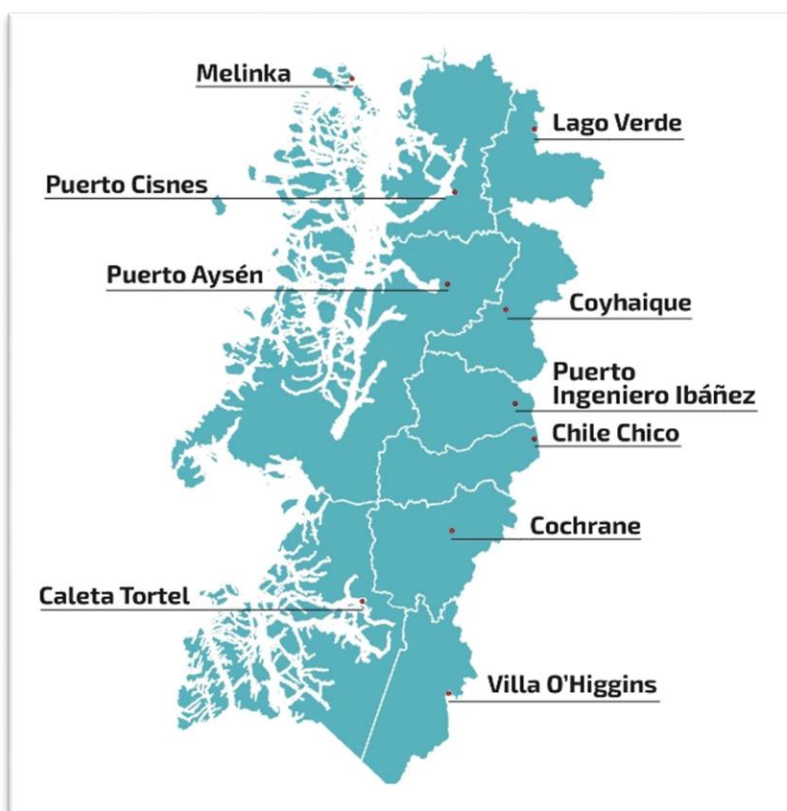 Melinka
Lago Verde
Puerto Cisnes
Puerto Aysén
Coyhaique
Puerto
Ingeniero Ibáñez
Chile Chico
Cochrane
Caleta Tortel
Villa O’Higgins